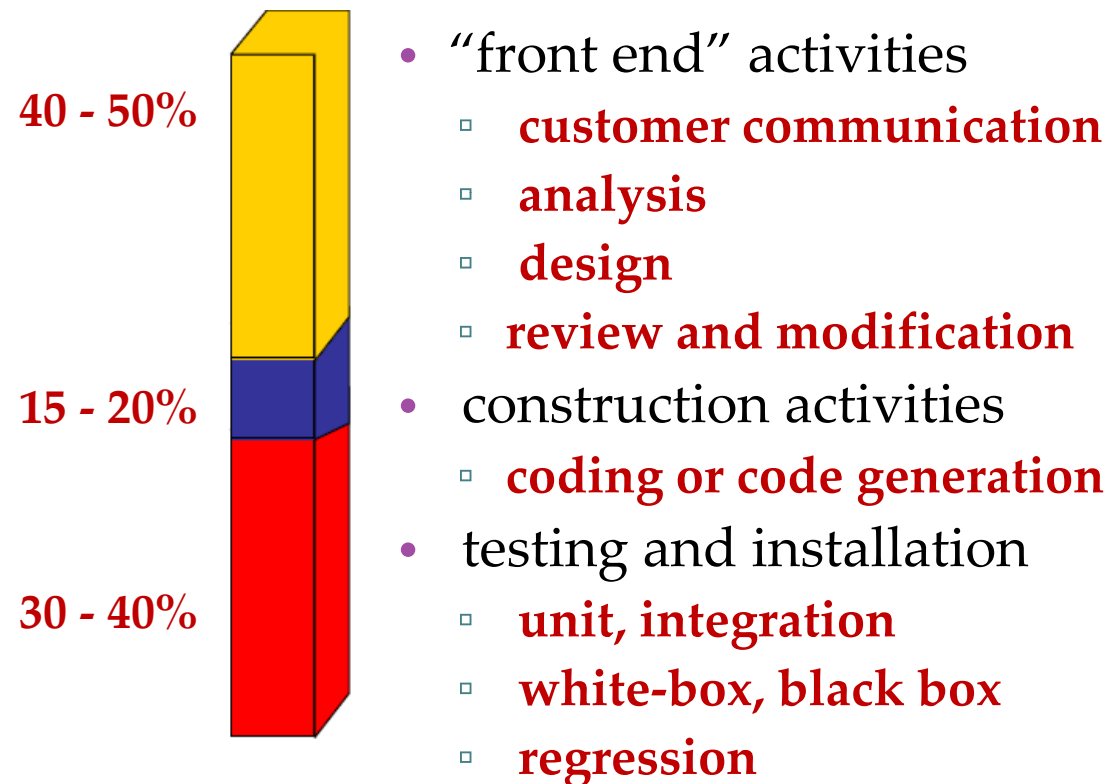 40 - 50%
• “front end” activities
▫ customer communication
▫ analysis
▫ design
▫ review and modification
15 - 20%
• construction activities
▫ coding or code generation
• testing and installation
30 - 40%
▫ unit, integration
▫ white-box, black box
▫ regression